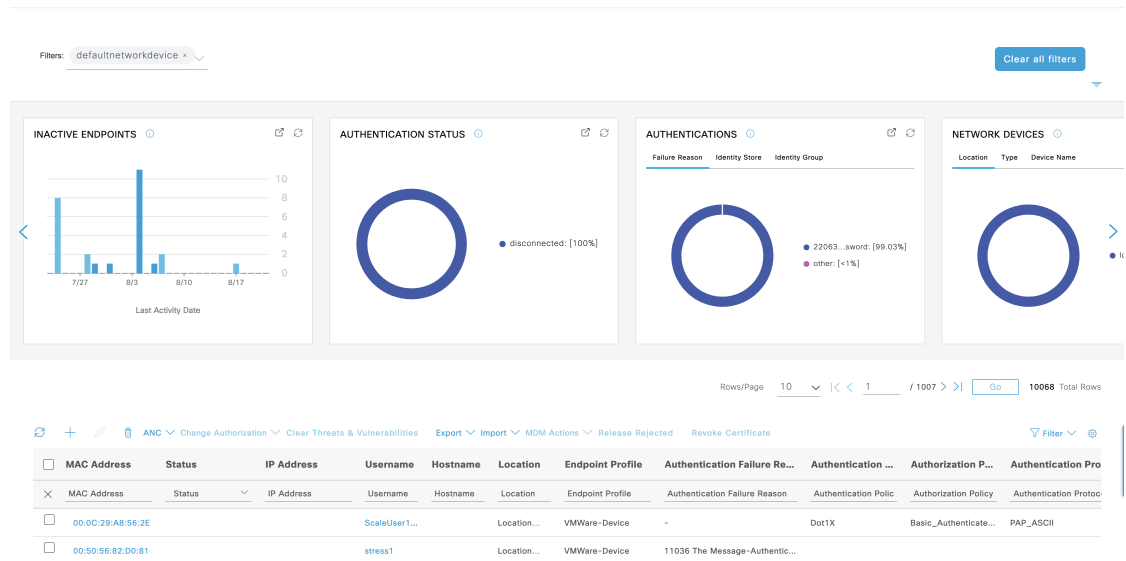 Filters: defaultnetworkdevice ×
Clear all filters
INACTIVE ENDPOINTS
10
8
6
4
2
0
7/27 8/3 8/10 8/17
Last Activity Date
AUTHENTICATION STATUS
disconnected: [100%]
AUTHENTICATIONS
Failure Reason Identity Store Identity Group
22063...sword: [99.03%]
other: [<1%]
NETWORK DEVICES
Location Type Device Name
Rows/Page 10 |< < 1 / 1007 > >| Go 10068 Total Rows
ANC Change Authorization Clear Threats & Vulnerabilities Export Import MDM Actions Release Rejected Revoke Certificate Filter
MAC Address Status IP Address Username Hostname Location Endpoint Profile Authentication Failure Re... Authentication ... Authorization P... Authentication Pro
MAC Address Status IP Address Username Hostname Location Endpoint Profile Authentication Failure Reason Authentication Polic Authorization Policy Authentication Protoc
00:0C:29:A8:56:2E ScaleUser1... Location... VMWare-Device - Dot1X Basic_Authenticate... PAP_ASCII
00:50:56:82:D0:81 stress1 Location... VMWare-Device 11036 The Message-Authentic...